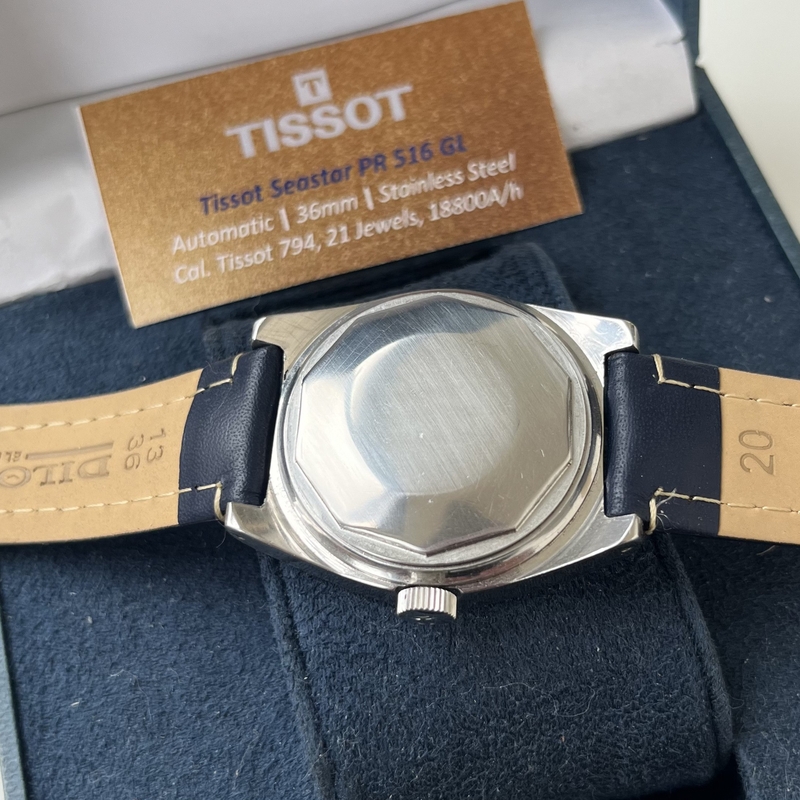 T
TISSOT
Tissot Seastar PR 516 GL
Automatic | 36mm | Stainless Steel
Cal. Tissot 794, 21 Jewels, 18800A/h
13
36
20